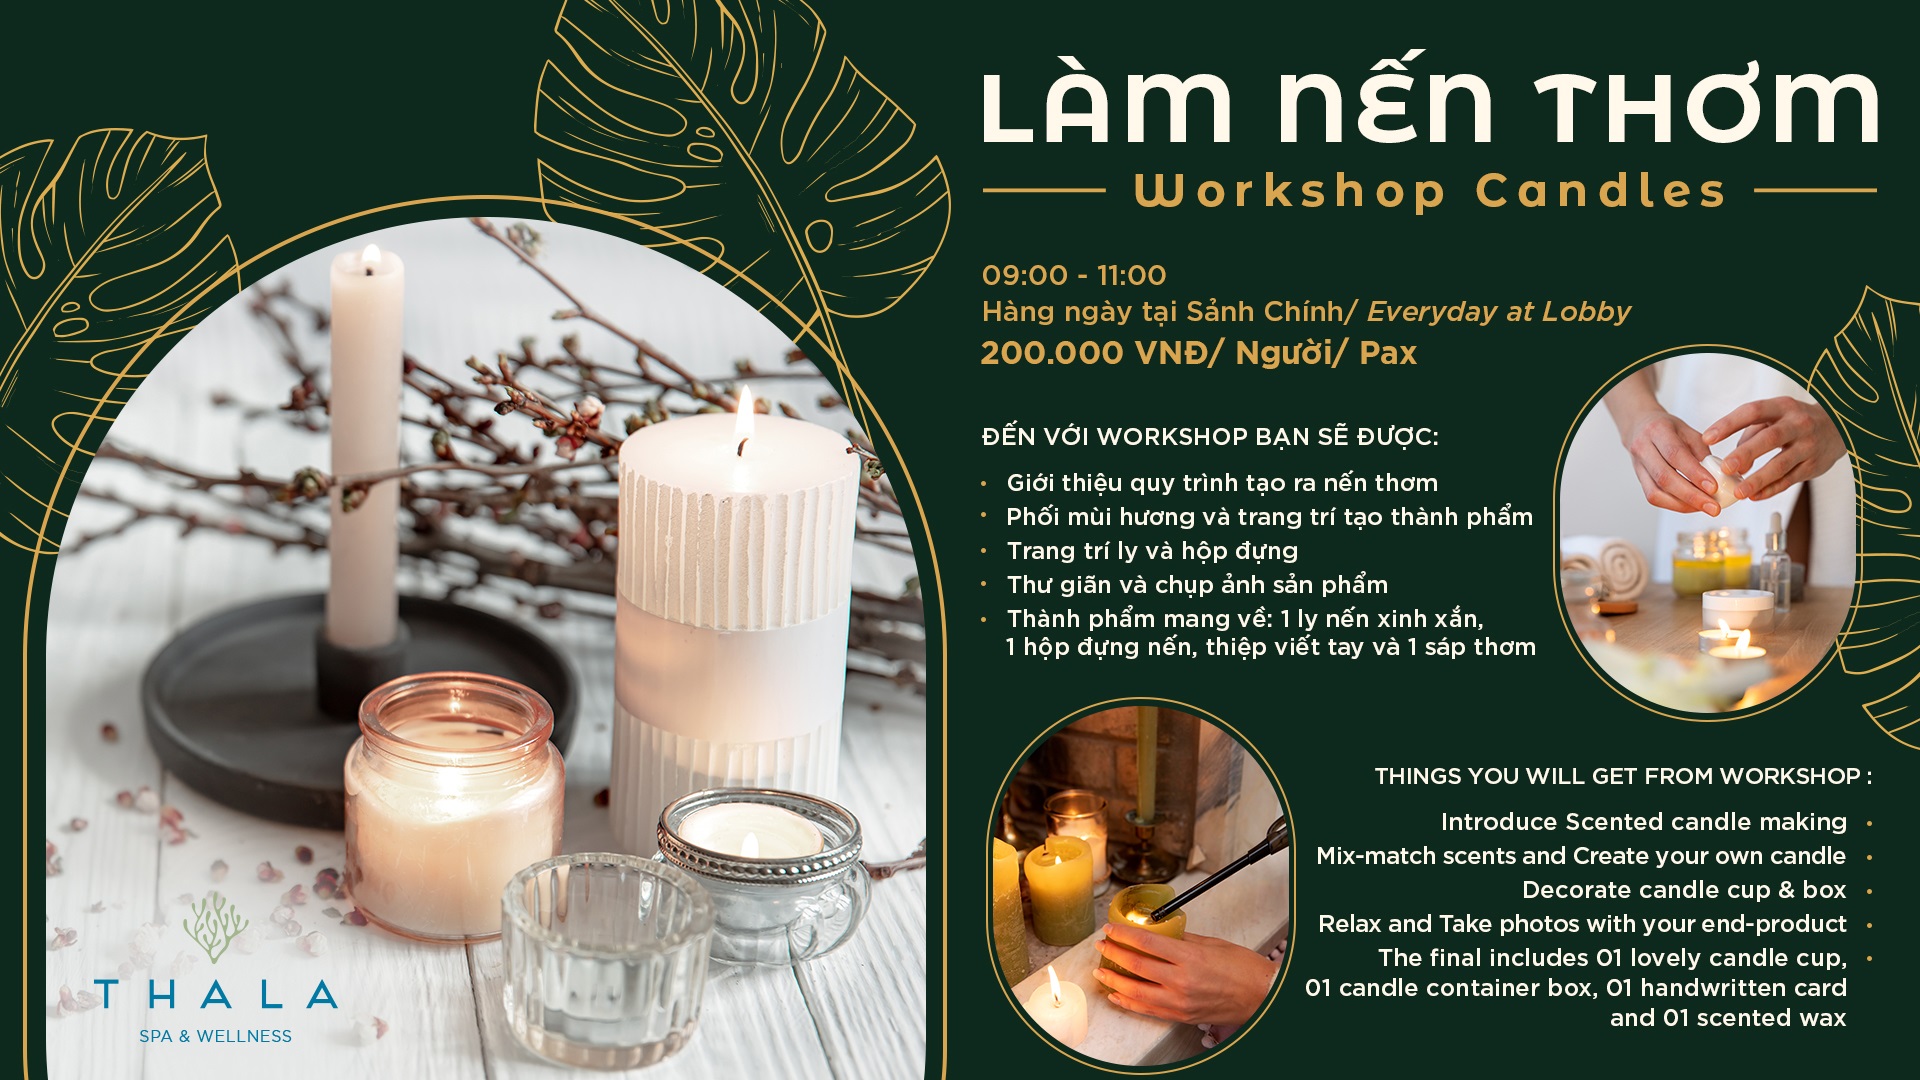 LÀM NẾN THƠM
Workshop Candles
09:00 - 11:00
Hàng ngày tại Sảnh Chính/ Everyday at Lobby
200.000 VNĐ/ Người/ Pax
ĐẾN VỚI WORKSHOP BẠN SẼ ĐƯỢC:
• Giới thiệu quy trình tạo ra nến thơm
• Phối mùi hương và trang trí tạo thành phẩm
• Trang trí ly và hộp đựng
• Thư giãn và chụp ảnh sản phẩm
• Thành phẩm mang về: 1 ly nến xinh xắn,
1 hộp đựng nến, thiệp viết tay và 1 sáp thơm
THINGS YOU WILL GET FROM WORKSHOP :
Introduce Scented candle making •
Mix-match scents and Create your own candle •
Decorate candle cup & box •
Relax and Take photos with your end-product •
The final includes 01 lovely candle cup, •
01 candle container box, 01 handwritten card
and 01 scented wax
THALA
SPA & WELLNESS